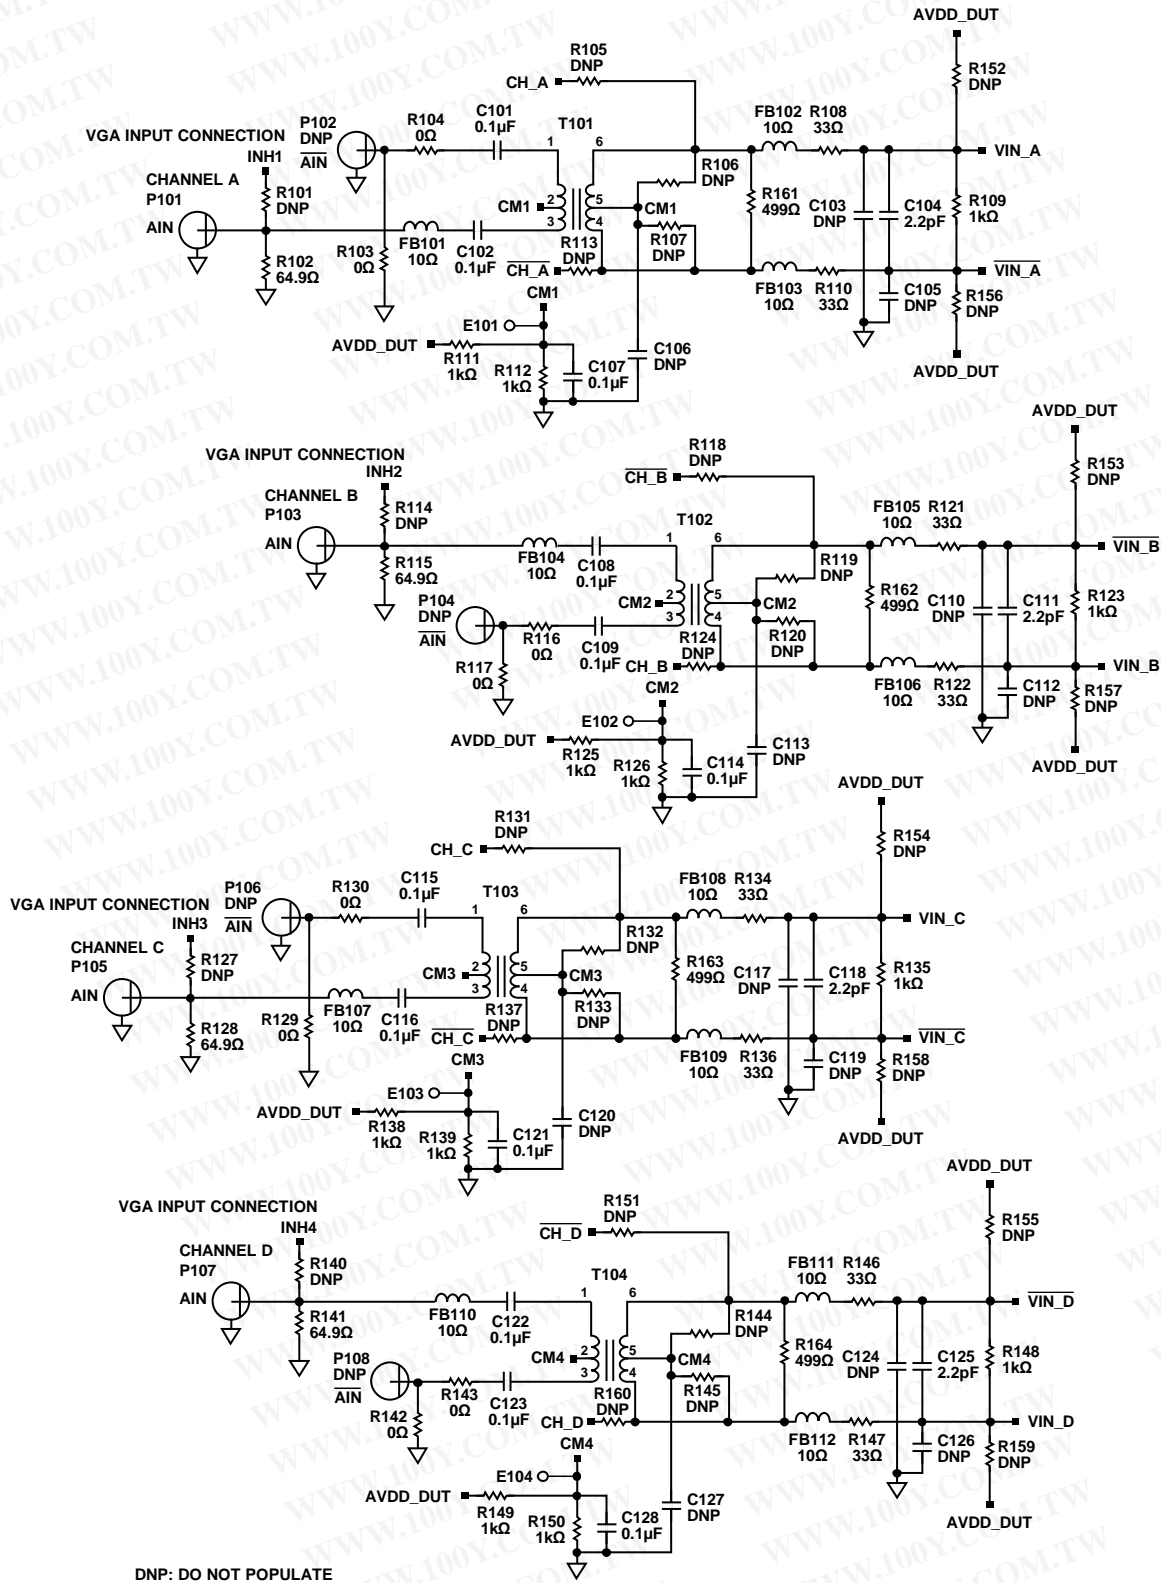 AVDD_DUT
R152
DNP
R105
DNP
CH_A
C101
0.1µF
R104
0Ω
P102
DNP
AIN
VGA INPUT CONNECTION
INH1
CHANNEL A
P101
AIN
R101
DNP
R102
64.9Ω
R103
0Ω
FB101
10Ω
C102
0.1µF
T101
1
2
3
6
5
4
CM1
CM1
R106
DNP
R107
DNP
R113
DNP
CH_A
FB102
10Ω
R108
33Ω
R161
499Ω
C103
DNP
C104
2.2pF
R109
1kΩ
VIN_A
VIN_A
FB103
10Ω
R110
33Ω
C105
DNP
R156
DNP
AVDD_DUT
CM1
E101
AVDD_DUT
R111
1kΩ
R112
1kΩ
C107
0.1µF
C106
DNP
AVDD_DUT
R153
DNP
R118
DNP
CH_B
VGA INPUT CONNECTION
INH2
CHANNEL B
P103
AIN
R114
DNP
R115
64.9Ω
FB104
10Ω
C108
0.1µF
P104
DNP
AIN
R116
0Ω
R117
0Ω
C109
0.1µF
T102
1
2
3
6
5
4
CM2
CM2
R119
DNP
R120
DNP
R124
DNP
CH_B
FB105
10Ω
R121
33Ω
R162
499Ω
C110
DNP
C111
2.2pF
R123
1kΩ
VIN_B
VIN_B
FB106
10Ω
R122
33Ω
C112
DNP
R157
DNP
AVDD_DUT
CM2
E102
AVDD_DUT
R125
1kΩ
R126
1kΩ
C114
0.1µF
C113
DNP
AVDD_DUT
R154
DNP
R131
DNP
CH_C
C115
0.1µF
R130
0Ω
P106
DNP
AIN
VGA INPUT CONNECTION
INH3
CHANNEL C
P105
AIN
R127
DNP
R128
64.9Ω
R129
0Ω
FB107
10Ω
C116
0.1µF
T103
1
2
3
6
5
4
CM3
CM3
R132
DNP
R133
DNP
R137
DNP
CH_C
FB108
10Ω
R134
33Ω
R163
499Ω
C117
DNP
C118
2.2pF
R135
1kΩ
VIN_C
VIN_C
FB109
10Ω
R136
33Ω
C119
DNP
R158
DNP
AVDD_DUT
CM3
E103
AVDD_DUT
R138
1kΩ
R139
1kΩ
C121
0.1µF
C120
DNP
AVDD_DUT
R155
DNP
R151
DNP
CH_D
VGA INPUT CONNECTION
INH4
CHANNEL D
P107
AIN
R140
DNP
R141
64.9Ω
FB110
10Ω
C122
0.1µF
P108
DNP
AIN
R143
0Ω
R142
0Ω
C123
0.1µF
T104
1
2
3
6
5
4
CM4
CM4
R144
DNP
R145
DNP
R160
DNP
CH_D
FB111
10Ω
R146
33Ω
R164
499Ω
C124
DNP
C125
2.2pF
R148
1kΩ
VIN_D
VIN_D
FB112
10Ω
R147
33Ω
C126
DNP
R159
DNP
AVDD_DUT
CM4
E104
AVDD_DUT
R149
1kΩ
R150
1kΩ
C128
0.1µF
C127
DNP
DNP: DO NOT POPULATE
WWW.100Y.COM.TW